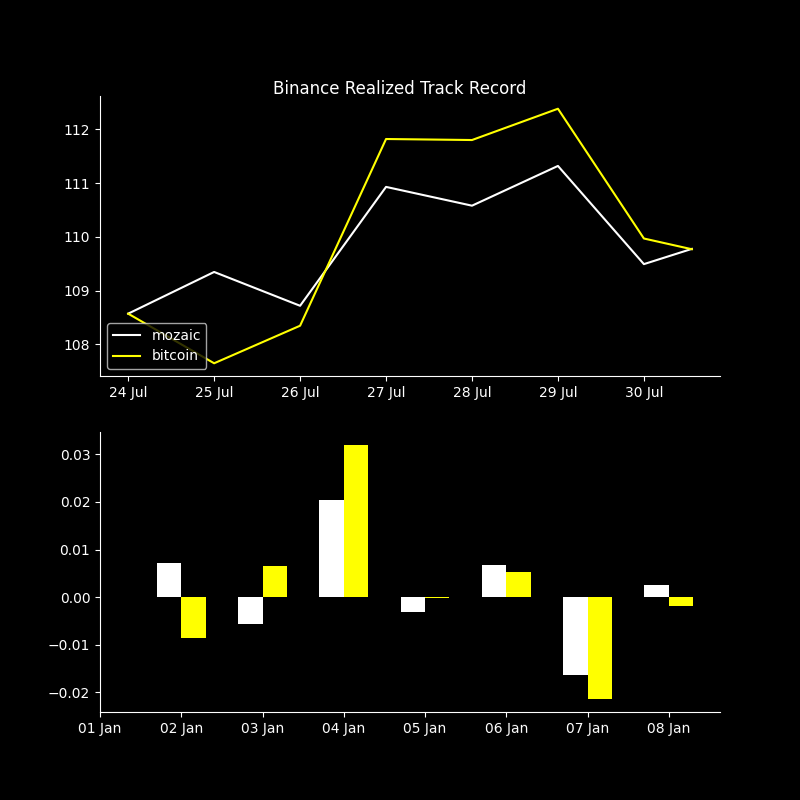 Binance Realized Track Record
112
111
110
109
108
mozaic
bitcoin
24 Jul 25 Jul 26 Jul 27 Jul 28 Jul 29 Jul 30 Jul
0.03
0.02
0.01
0.00
−0.01
−0.02
01 Jan 02 Jan 03 Jan 04 Jan 05 Jan 06 Jan 07 Jan 08 Jan